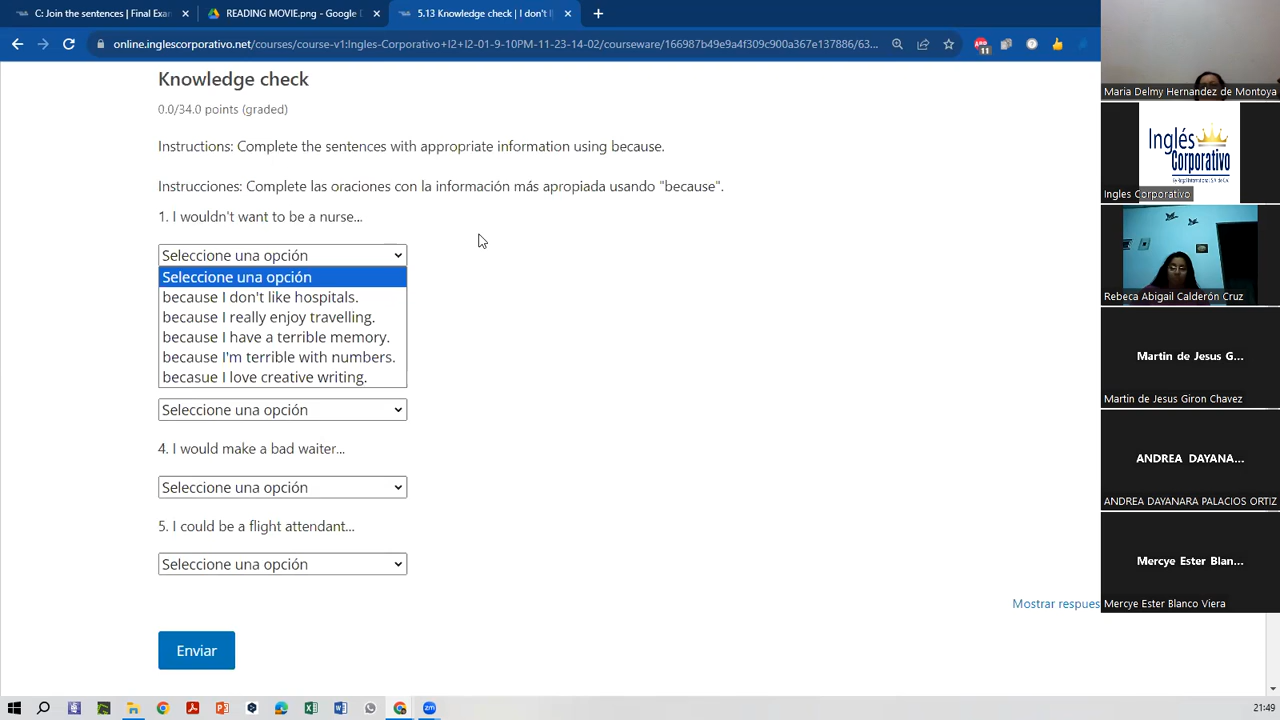 C: Join the sentences | Final Exam
READING MOVIE.png - Google D
5.13 Knowledge check | I don't l
online.inglescorporativo.net/courses/course-v1:Ingles-Corporativo+I2+I2-01-9-10PM-11-23-14-02/courseware/166987b49e9a4f309c900a367e137886/63...
11
Knowledge check
0.0/34.0 points (graded)
Instructions: Complete the sentences with appropriate information using because.
Instrucciones: Complete las oraciones con la información más apropiada usando "because".
1. I wouldn't want to be a nurse...
Seleccione una opción
Seleccione una opción
because I don't like hospitals.
because I really enjoy travelling.
because I have a terrible memory.
because I'm terrible with numbers.
becasue I love creative writing.
Seleccione una opción
4. I would make a bad waiter...
Seleccione una opción
5. I could be a flight attendant...
Seleccione una opción
Mostrar respues
Enviar
Maria Delmy Hernandez de Montoya
Inglés
Corporativo
Ingles Corporativo
Rebeca Abigail Calderón Cruz
Martin de Jesus G...
Martin de Jesus Giron Chavez
ANDREA DAYANA...
ANDREA DAYANARA PALACIOS ORTIZ
Mercye Ester Blan...
Mercye Ester Blanco Viera
21:49